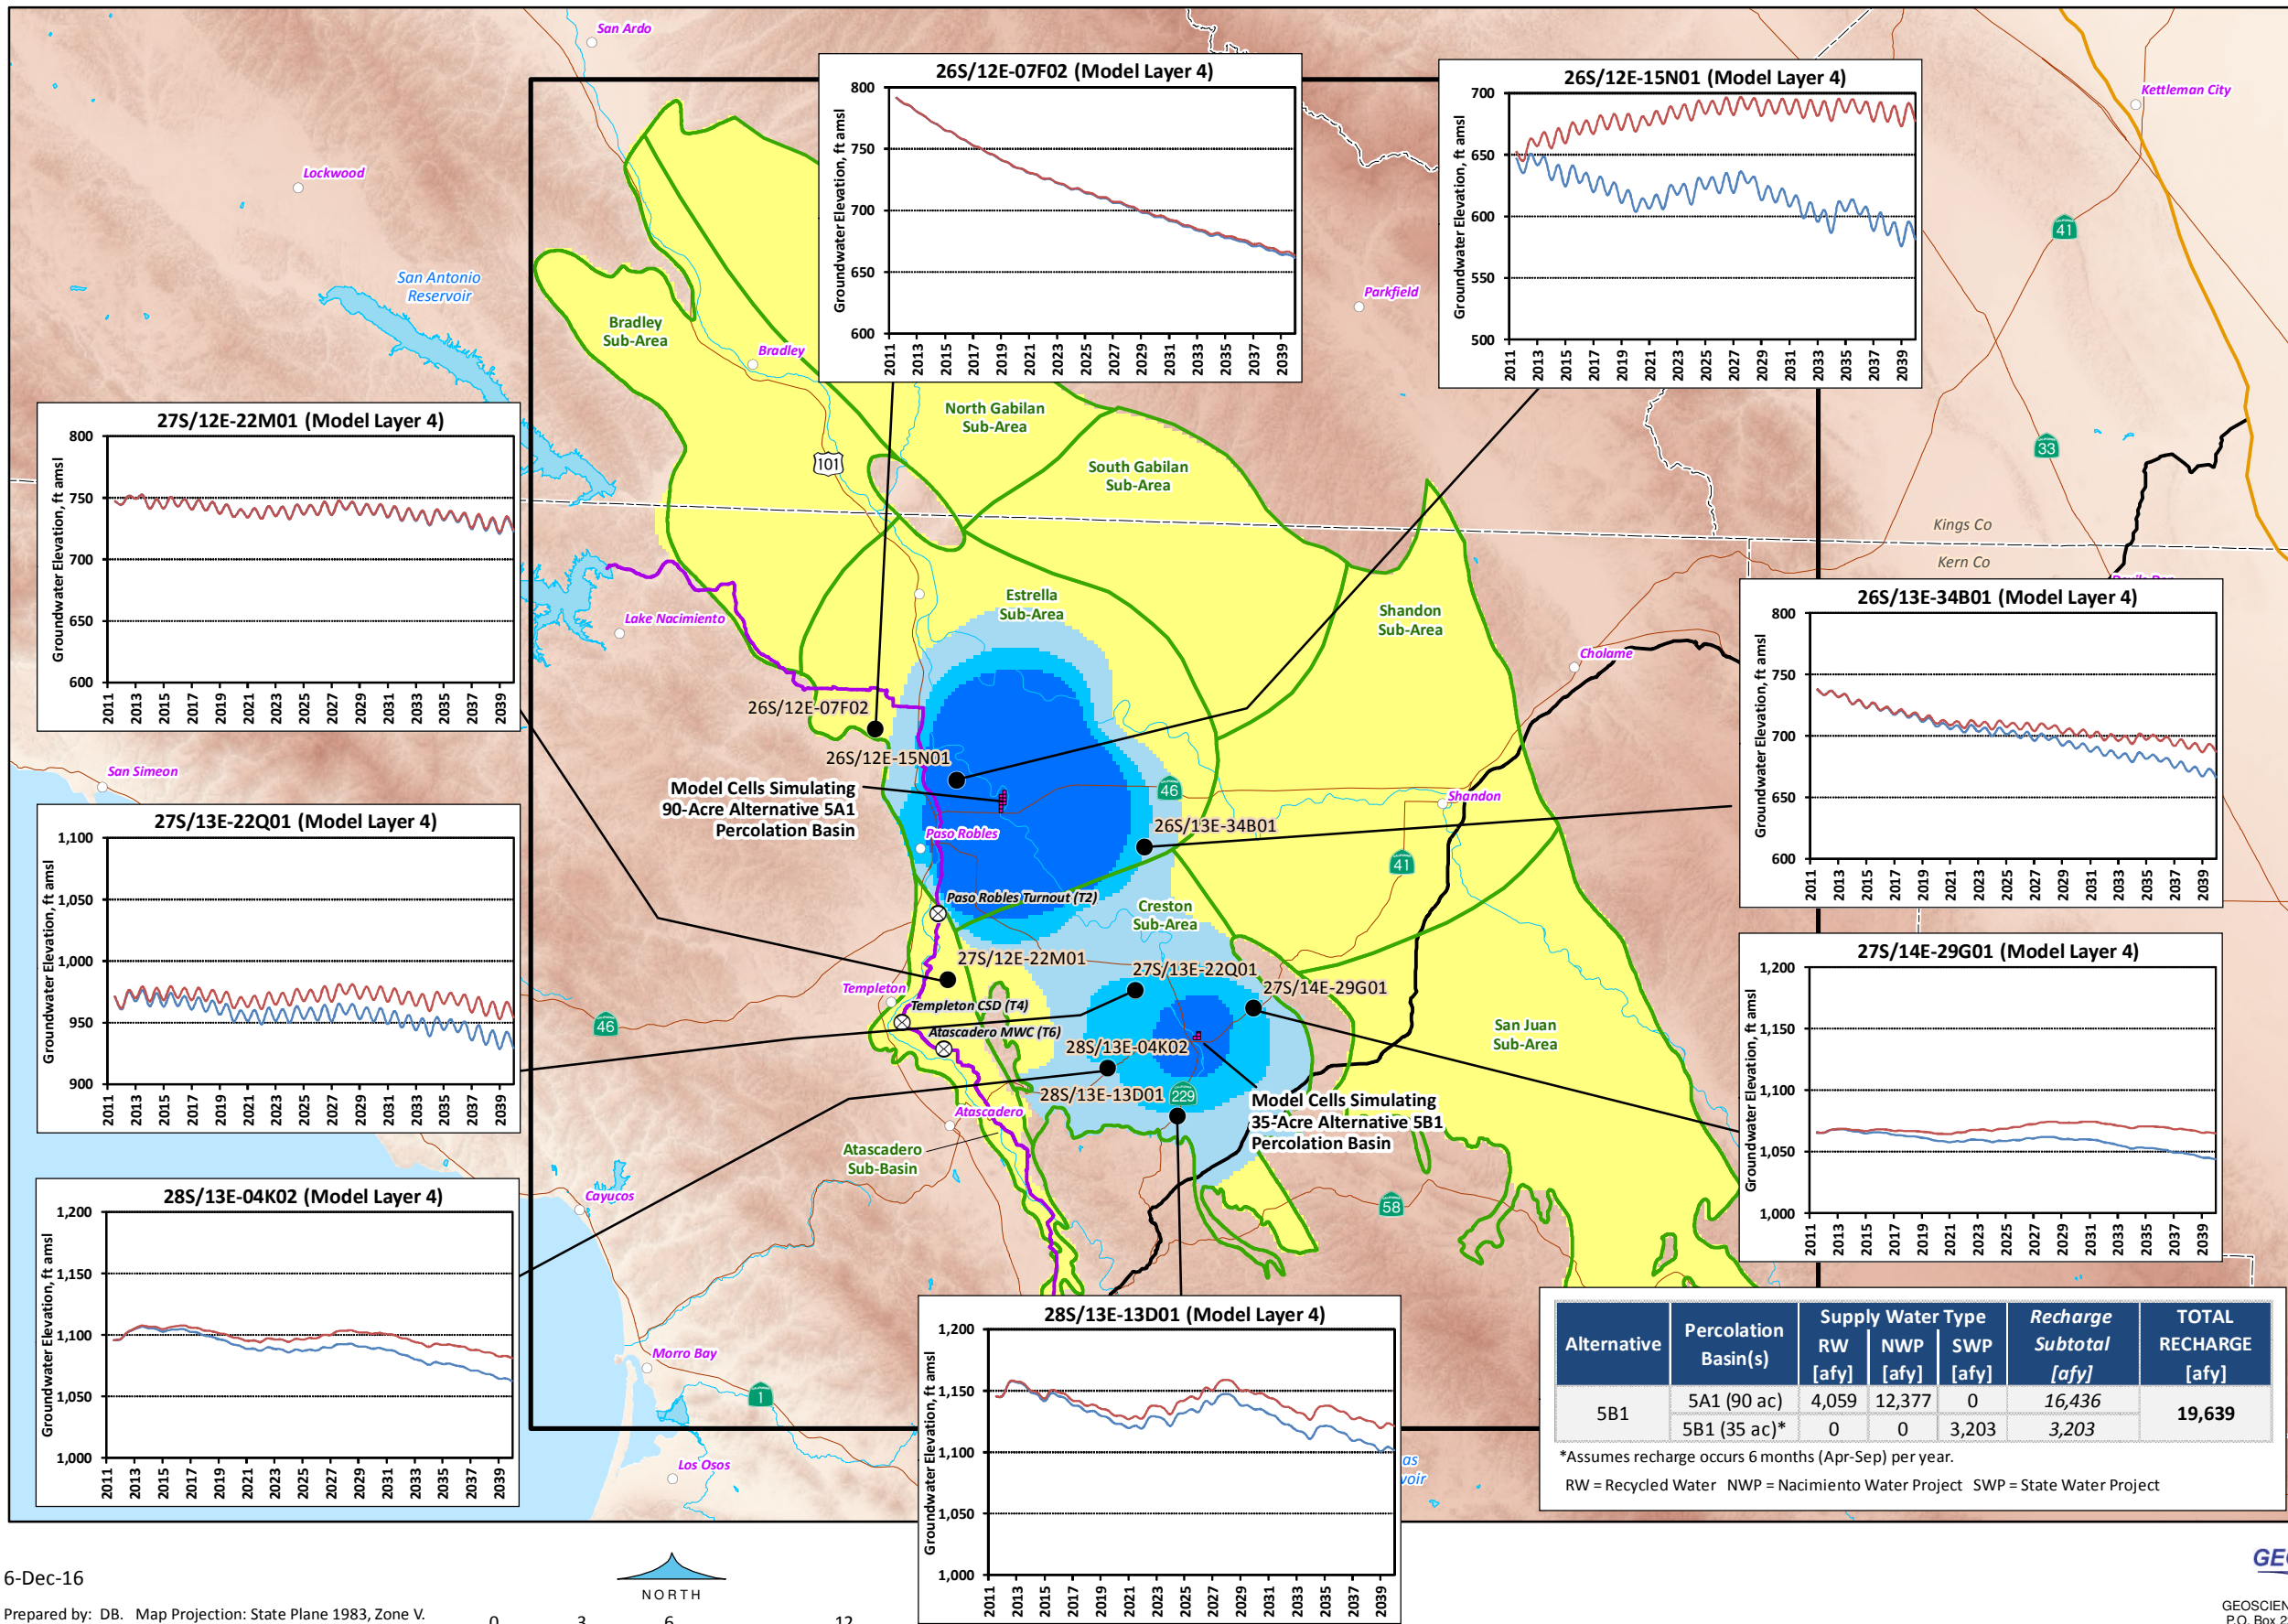 San Ardo
Lockwood
San Antonio
Reservoir
Bradley
Sub-Area
Bradley
101
North Gabilan
Sub-Area
South Gabilan
Sub-Area
Parkfield
Kettleman City
41
33
Kings Co
Kern Co
Lake Nacimiento
Estrella
Sub-Area
Shandon
Sub-Area
Cholame
San Simeon
26S/12E-07F02
26S/12E-15N01
Model Cells Simulating
90-Acre Alternative 5A1
Percolation Basin
46
Shandon
Paso Robles
26S/13E-34B01
41
Paso Robles Turnout (T2)
Creston
Sub-Area
27S/12E-22M01
27S/13E-22Q01
27S/14E-29G01
Templeton
Templeton CSD (T4)
Atascadero MWC (T6)
46
28S/13E-04K02
28S/13E-13D01
229
San Juan
Sub-Area
Model Cells Simulating
35-Acre Alternative 5B1
Percolation Basin
Atascadero
Atascadero
Sub-Basin
58
Cayucos
Morro Bay
1
Los Osos
26S/12E-07F02 (Model Layer 4)
Groundwater Elevation, ft amsl
800
750
700
650
600
2011 2013 2015 2017 2019 2021 2023 2025 2027 2029 2031 2033 2035 2037 2039
26S/12E-15N01 (Model Layer 4)
Groundwater Elevation, ft amsl
700
650
600
550
500
2011 2013 2015 2017 2019 2021 2023 2025 2027 2029 2031 2033 2035 2037 2039
27S/12E-22M01 (Model Layer 4)
Groundwater Elevation, ft amsl
800
750
700
650
600
2011 2013 2015 2017 2019 2021 2023 2025 2027 2029 2031 2033 2035 2037 2039
26S/13E-34B01 (Model Layer 4)
Groundwater Elevation, ft amsl
800
750
700
650
600
2011 2013 2015 2017 2019 2021 2023 2025 2027 2029 2031 2033 2035 2037 2039
27S/13E-22Q01 (Model Layer 4)
Groundwater Elevation, ft amsl
1,100
1,050
1,000
950
900
2011 2013 2015 2017 2019 2021 2023 2025 2027 2029 2031 2033 2035 2037 2039
27S/14E-29G01 (Model Layer 4)
Groundwater Elevation, ft amsl
1,200
1,150
1,100
1,050
1,000
2011 2013 2015 2017 2019 2021 2023 2025 2027 2029 2031 2033 2035 2037 2039
28S/13E-04K02 (Model Layer 4)
Groundwater Elevation, ft amsl
1,200
1,150
1,100
1,050
1,000
2011 2013 2015 2017 2019 2021 2023 2025 2027 2029 2031 2033 2035 2037 2039
28S/13E-13D01 (Model Layer 4)
Groundwater Elevation, ft amsl
1,200
1,150
1,100
1,050
1,000
2011 2013 2015 2017 2019 2021 2023 2025 2027 2029 2031 2033 2035 2037 2039
Supply Water Type Recharge TOTAL
Alternative Percolation Basin(s) RW NWP SWP Subtotal RECHARGE
[afy] [afy] [afy] [afy] [afy]
5B1 5A1 (90 ac) 4,059 12,377 0 16,436 19,639
5B1 (35 ac)* 0 0 3,203 3,203
*Assumes recharge occurs 6 months (Apr-Sep) per year.
RW = Recycled Water NWP = Nacimiento Water Project SWP = State Water Project
6-Dec-16
NORTH
Prepared by: DB. Map Projection: State Plane 1983, Zone V.
0 3 6 12
GEOSCIEN
P.O. Box 2